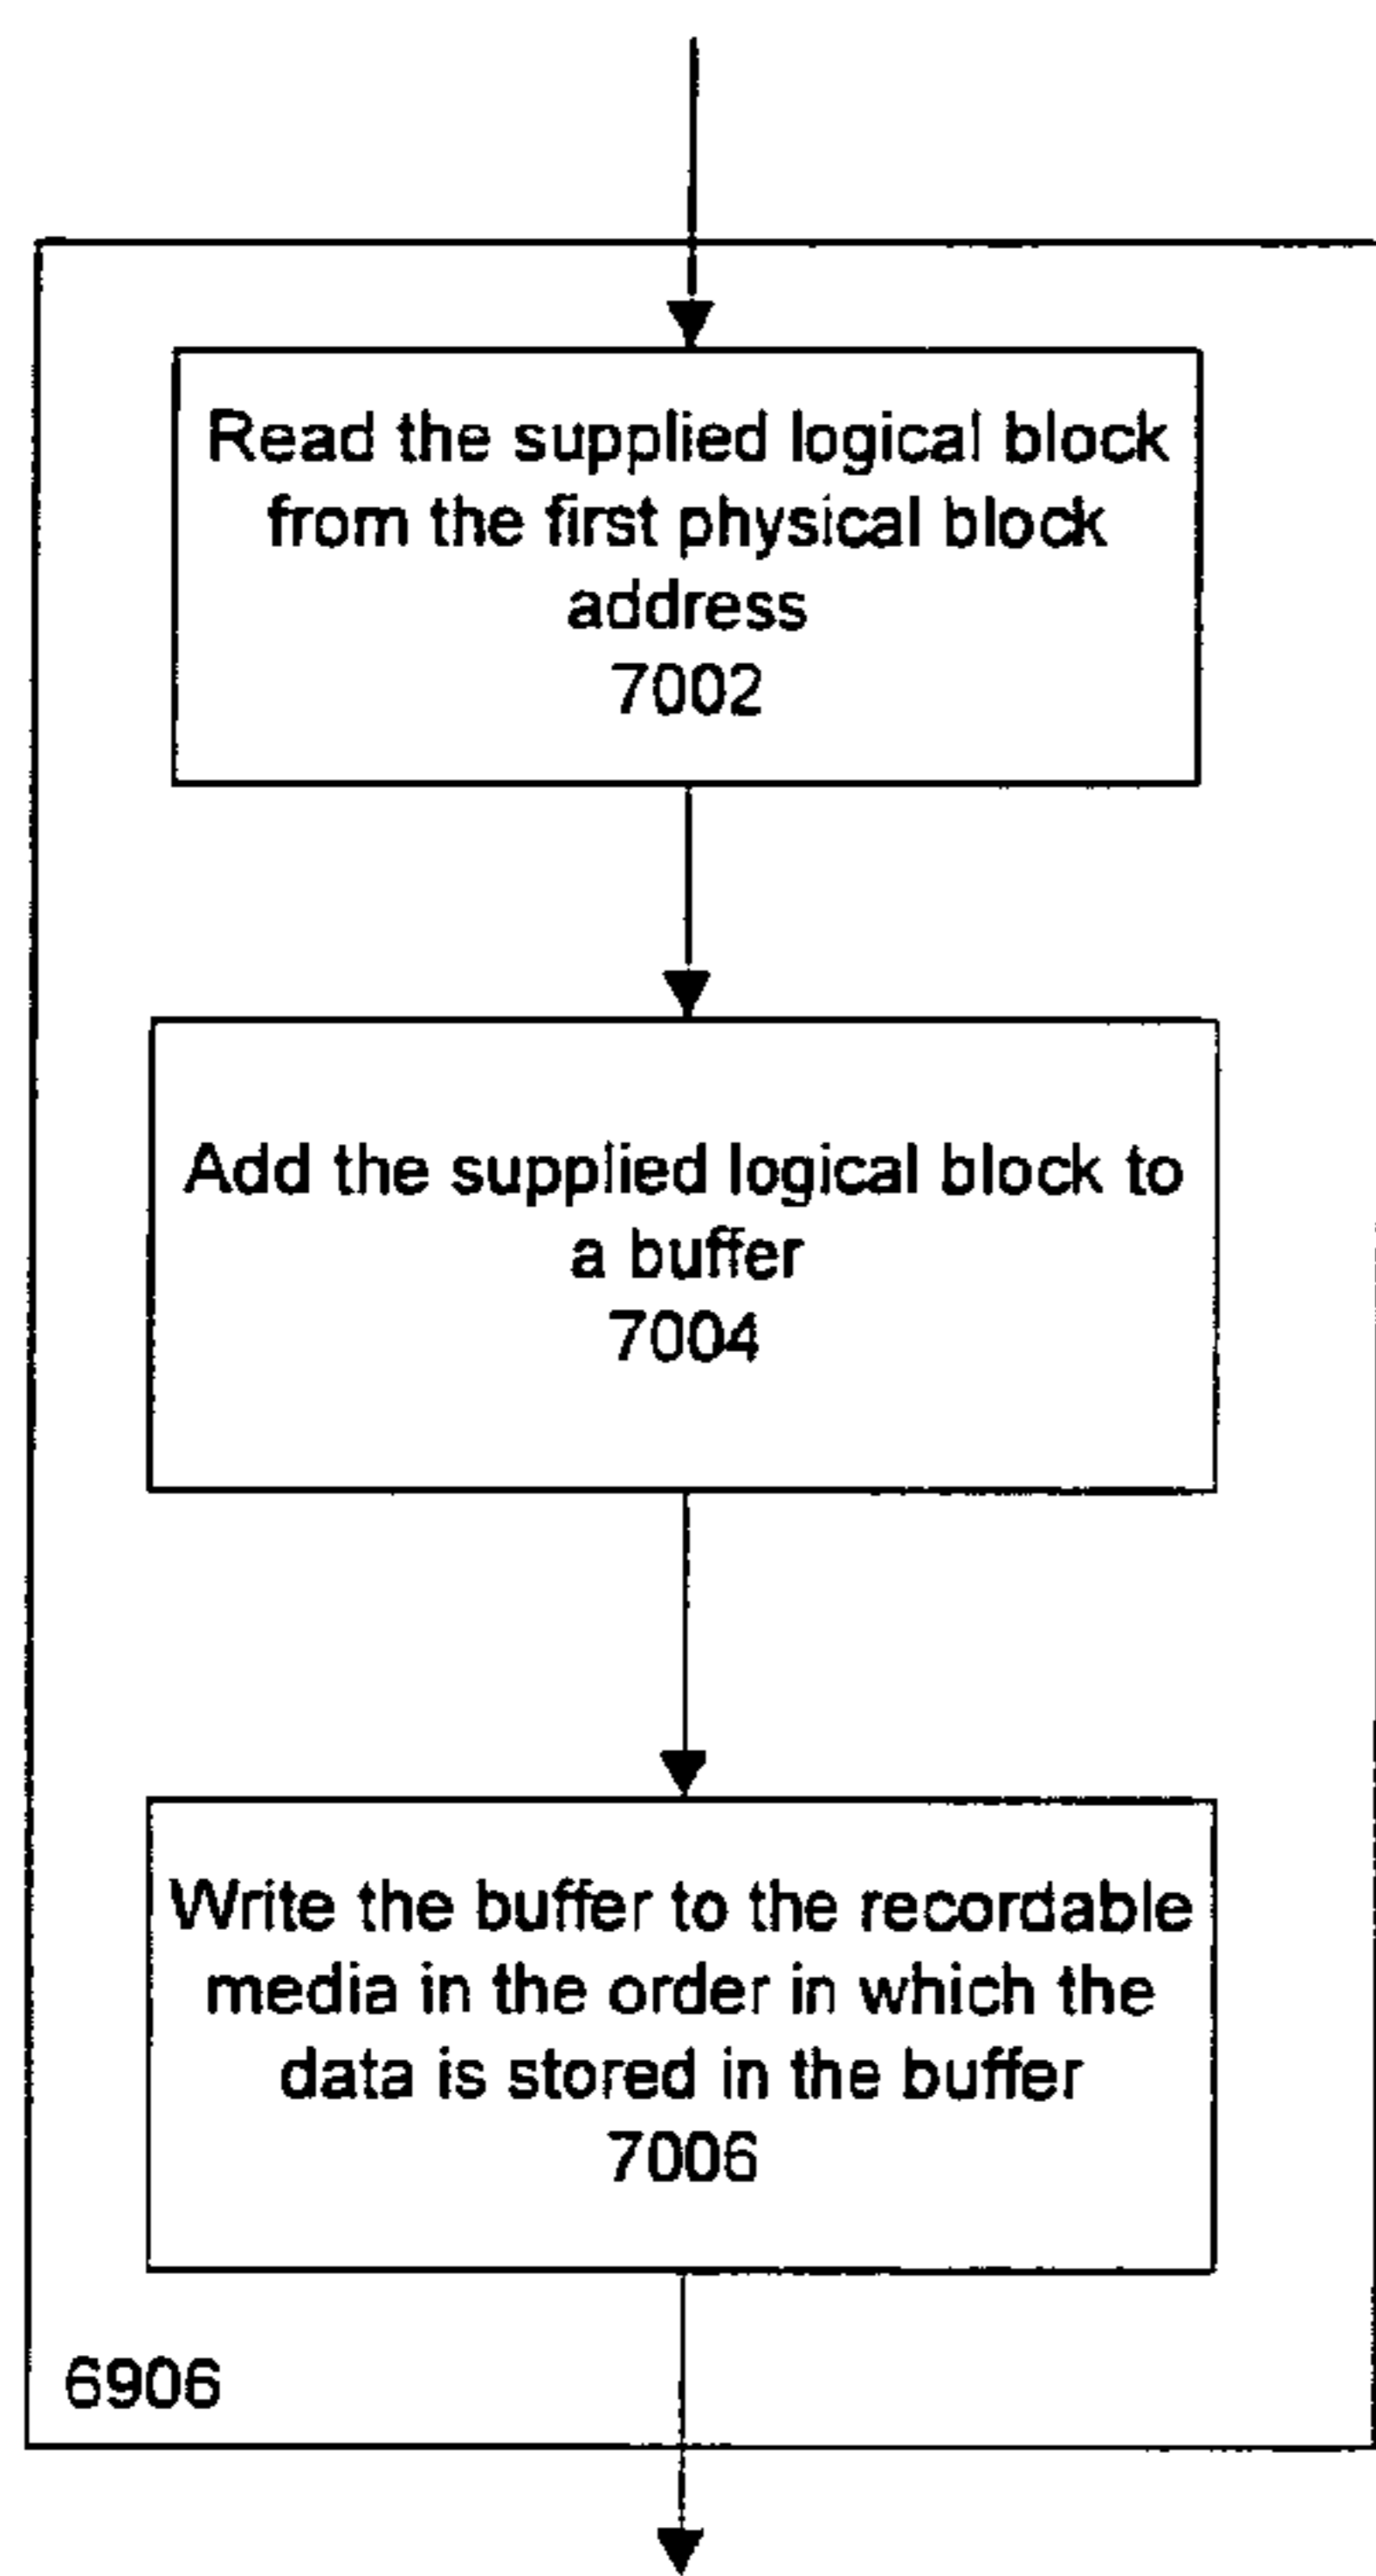 Read the supplied logical block
from the first physical block
address
7002
Add the supplied logical block to
a buffer
7004
Write the buffer to the recordable
media in the order in which the
data is stored in the buffer
7006
6906